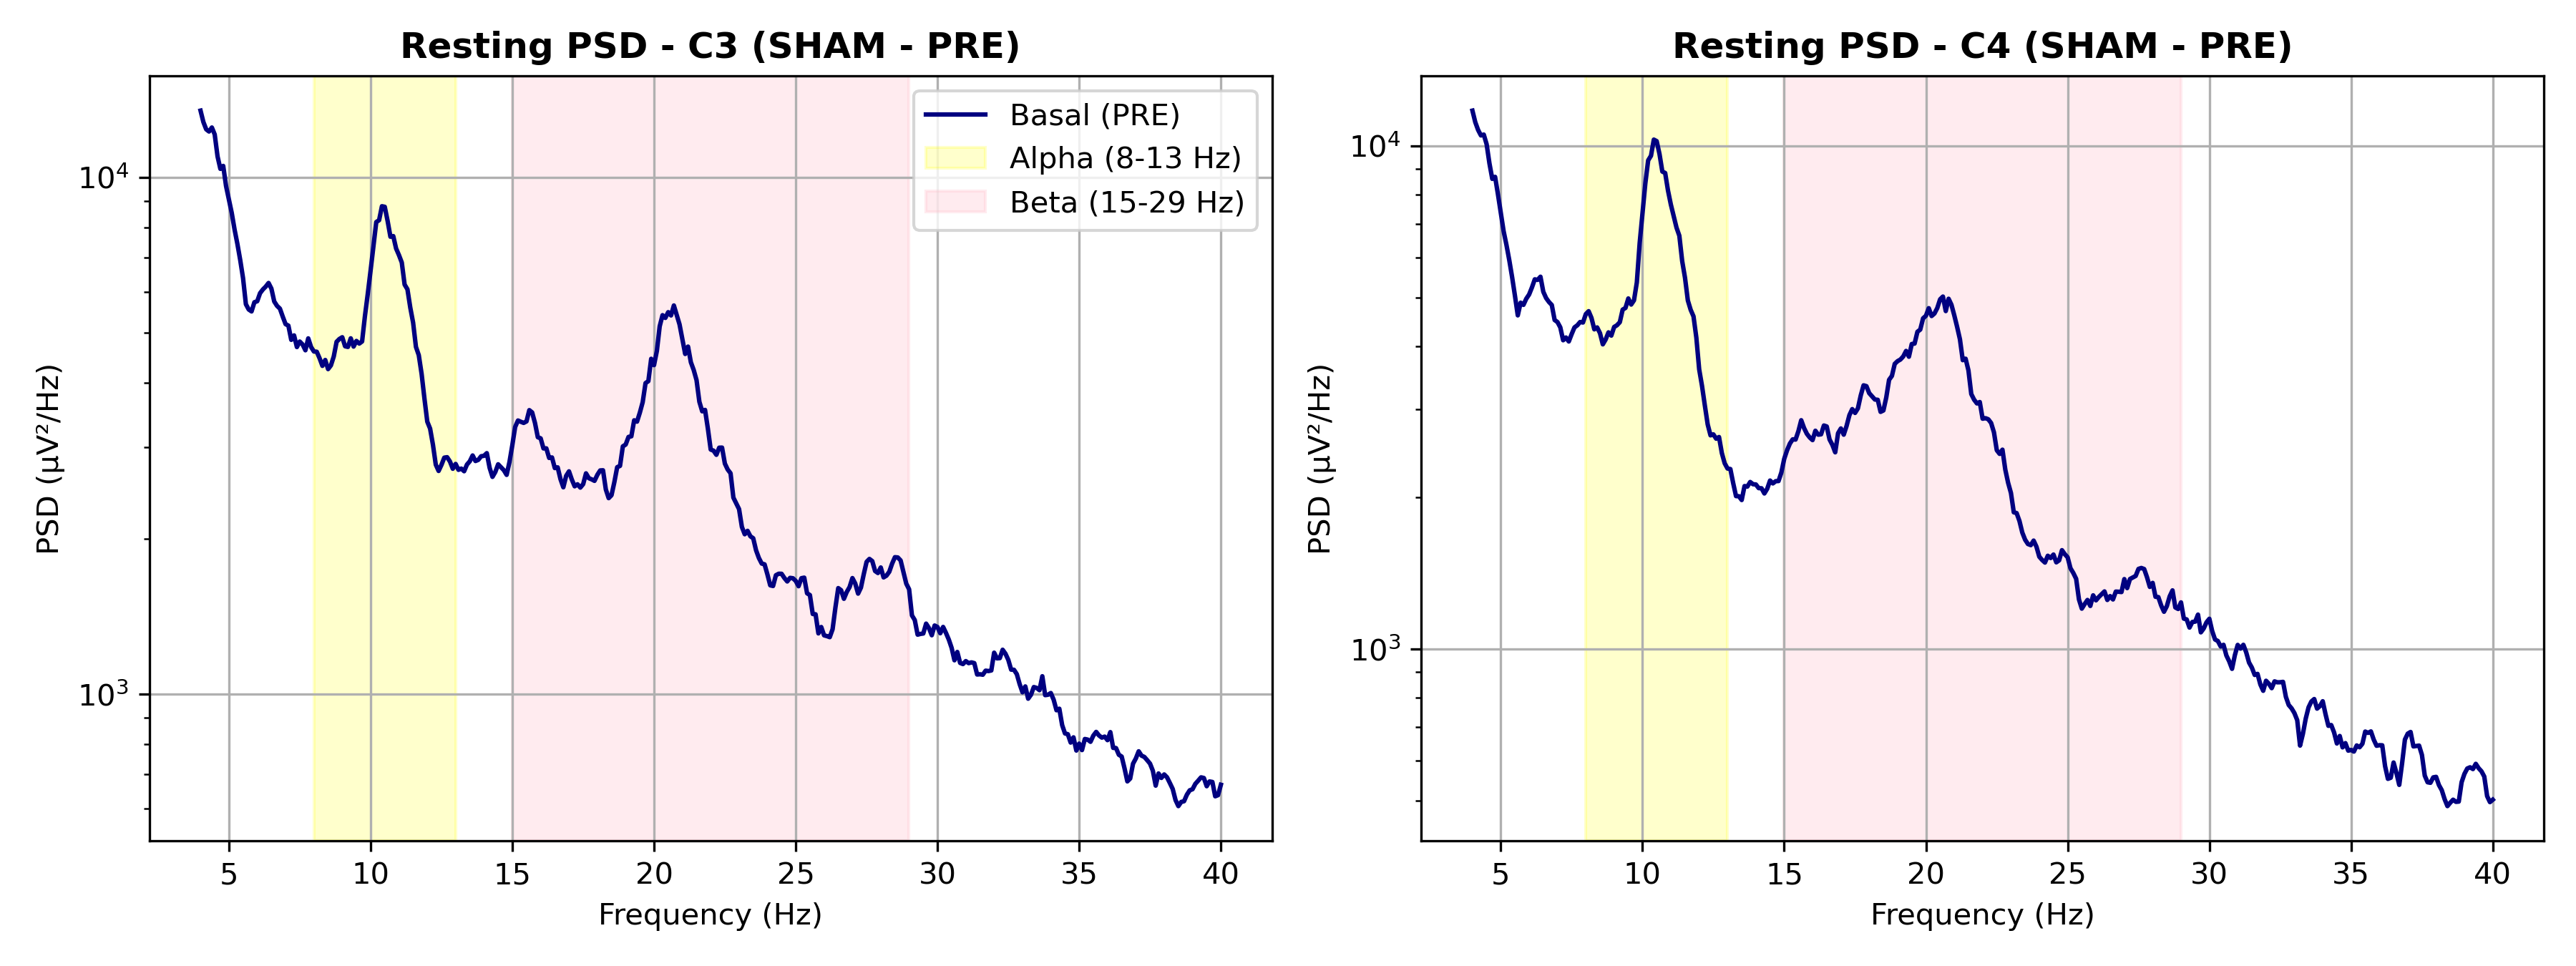 Resting PSD - C3 (SHAM - PRE)
PSD (µV²/Hz)
10⁴
10³
Basal (PRE)
Alpha (8-13 Hz)
Beta (15-29 Hz)
5 10 15 20 25 30 35 40
Frequency (Hz)
Resting PSD - C4 (SHAM - PRE)
PSD (µV²/Hz)
10⁴
10³
5 10 15 20 25 30 35 40
Frequency (Hz)